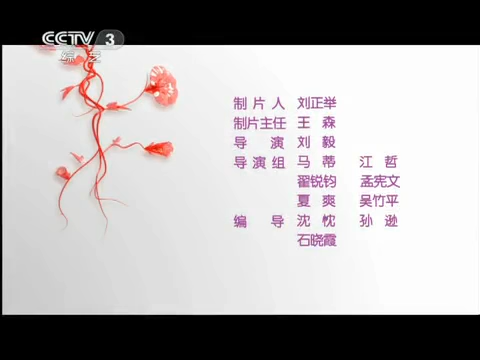 CCTV 3
综艺
制片人 刘正举
制片主任 王森
导演 刘毅
导演组 马蒂 江哲
翟锐钧 孟宪文
夏爽 吴竹平
编导 沈忱 孙逊
石晓霞